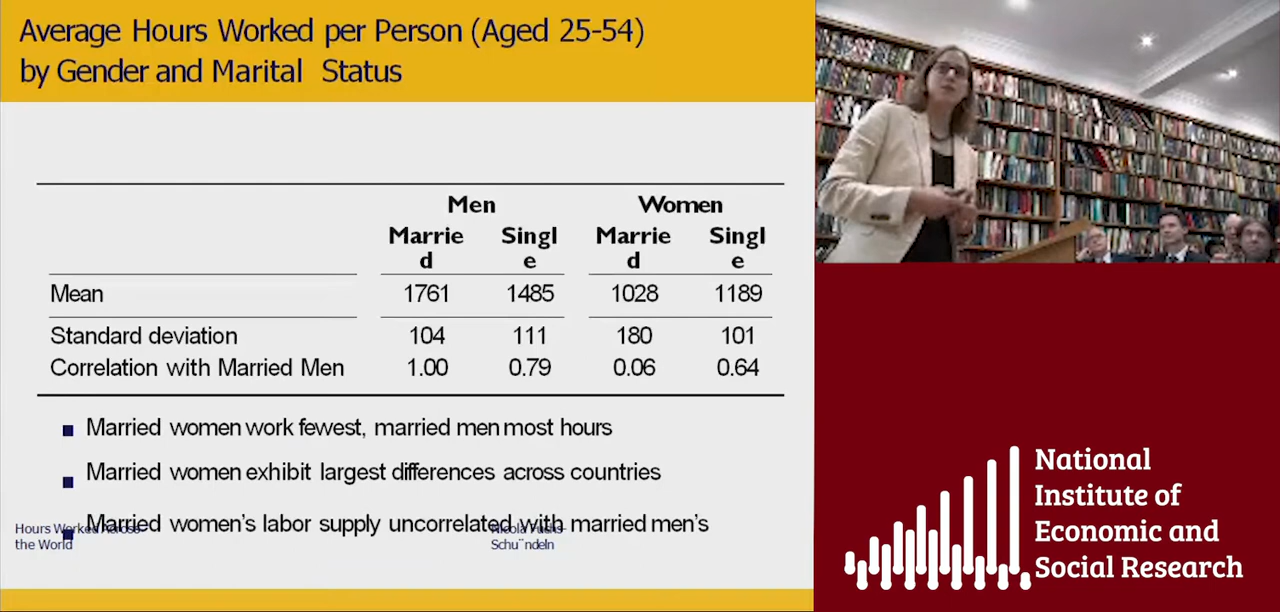 Average Hours Worked per Person (Aged 25-54)
by Gender and Marital Status
Men Women
Marrie Singl Marrie Singl
d e d e
Mean 1761 1485 1028 1189
Standard deviation 104 111 180 101
Correlation with Married Men 1.00 0.79 0.06 0.64
Married women work fewest, married men most hours
Married women exhibit largest differences across countries
Married women's labor supply uncorrelated with married men's
Hours Worked Across
the World
Nicola Fuchs-
Schu¨ndeln
National
Institute of
Economic and
Social Research